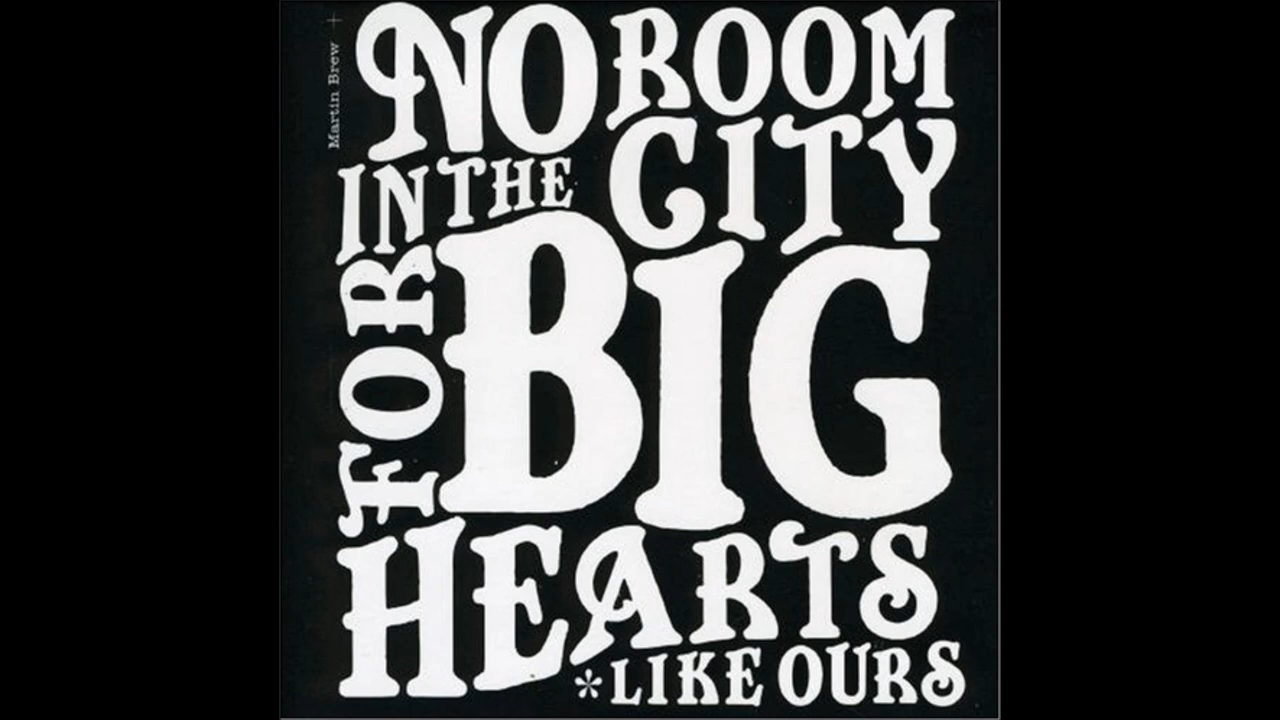 Martin Brew +
NO ROOM
IN THE CITY
FOR BIG
HEARTS
*LIKE OURS